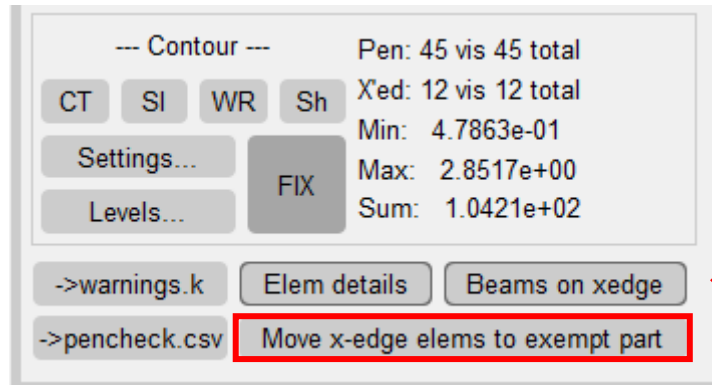 --- Contour ---
CT SI WR Sh
Settings...
Levels...
FIX
Pen: 45 vis 45 total
X'ed: 12 vis 12 total
Min: 4.7863e-01
Max: 2.8517e+00
Sum: 1.0421e+02
->warnings.k Elem details Beams on xedge
->pencheck.csv Move x-edge elems to exempt part